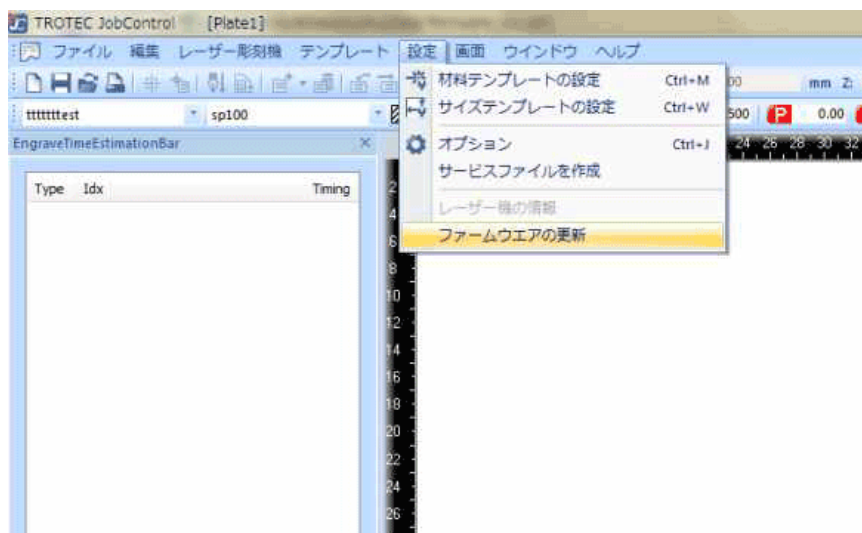 TROTEC JobControl - [Plate1]
ファイル 編集 レーザー彫刻機 テンプレート 設定 画面 ウインドウ ヘルプ
材料テンプレートの設定 Ctrl+M
mm Z:
サイズテンプレートの設定 Ctrl+W
ttttttttest sp100
500 P 0.00
EngraveTimeEstimationBar
オプション Ctrl+J
24 26 28 30 32
サービスファイルを作成
Type Idx Timing
レーザー機の情報
ファームウエアの更新
2
4
6
8
10
12
14
16
18
20
22
24
26